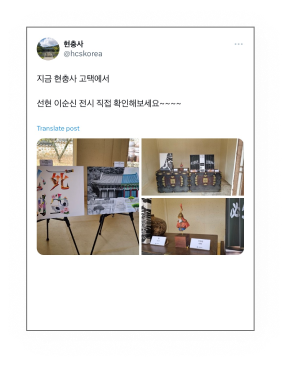 현충사
@hcskorea
지금 현충사 고택에서
선현 이순신 전시 직접 확인해보세요~~~~
Translate post
死